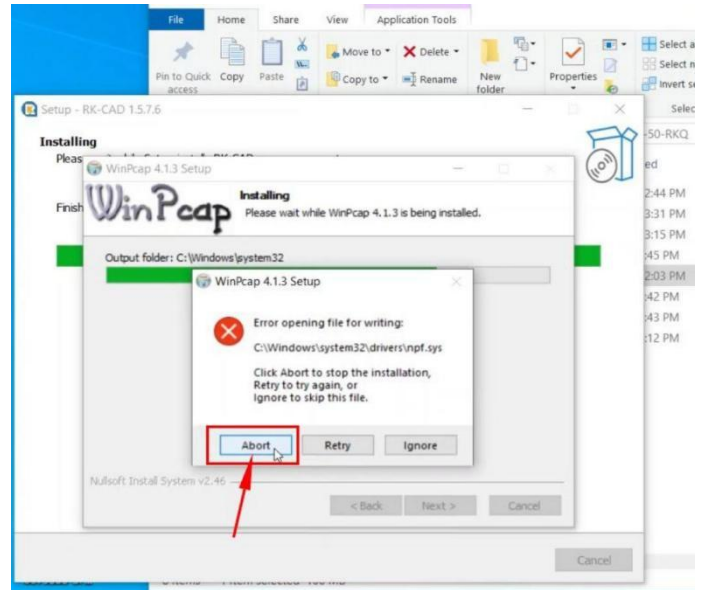 File Home Share View Application Tools
Pin to Quick access
Copy
Paste
Move to
Copy to
Delete
Rename
New folder
Properties
Select a
Select n
Invert se
Selec
Setup - RK-CAD 1.5.7.6
-50-RKQ
Installing
Pleas
ed
WinPcap 4.1.3 Setup
WinPcap
Installing
Please wait while WinPcap 4.1.3 is being installed.
Finish
2:44 PM
3:31 PM
3:15 PM
:45 PM
2:03 PM
:42 PM
:43 PM
:12 PM
Output folder: C:\Windows\system32
WinPcap 4.1.3 Setup
Error opening file for writing:
C:\Windows\system32\drivers\npf.sys
Click Abort to stop the installation,
Retry to try again, or
Ignore to skip this file.
Abort Retry Ignore
Nullsoft Install System v2.46
< Back Next > Cancel
Cancel